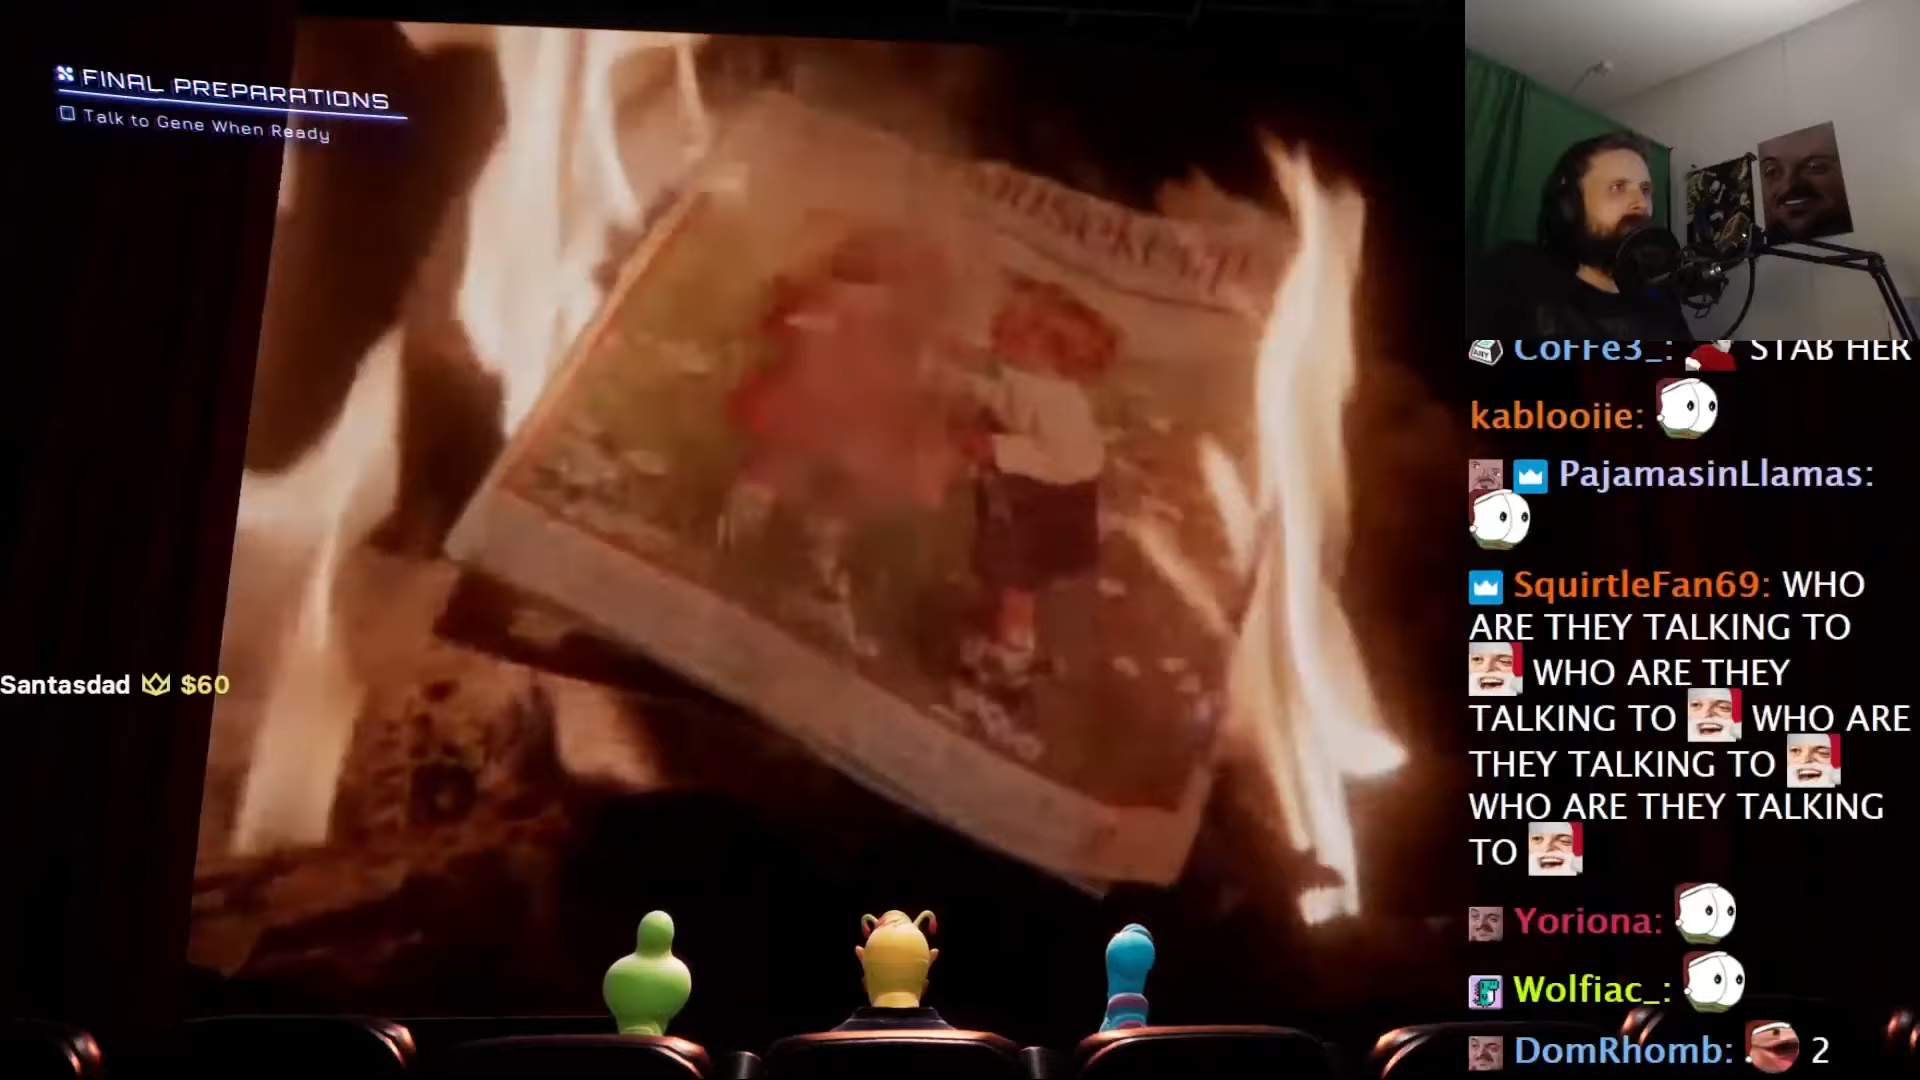 FINAL PREPARATIONS
Talk to Gene When Ready
Santasdad $60
CoFFe3_: STAB HER
kablooiie:
PajamasinLlamas:
SquirtleFan69: WHO
ARE THEY TALKING TO
WHO ARE THEY
TALKING TO WHO ARE
THEY TALKING TO
WHO ARE THEY TALKING
TO
Yoriona:
Wolfiac_:
DomRhomb: 2